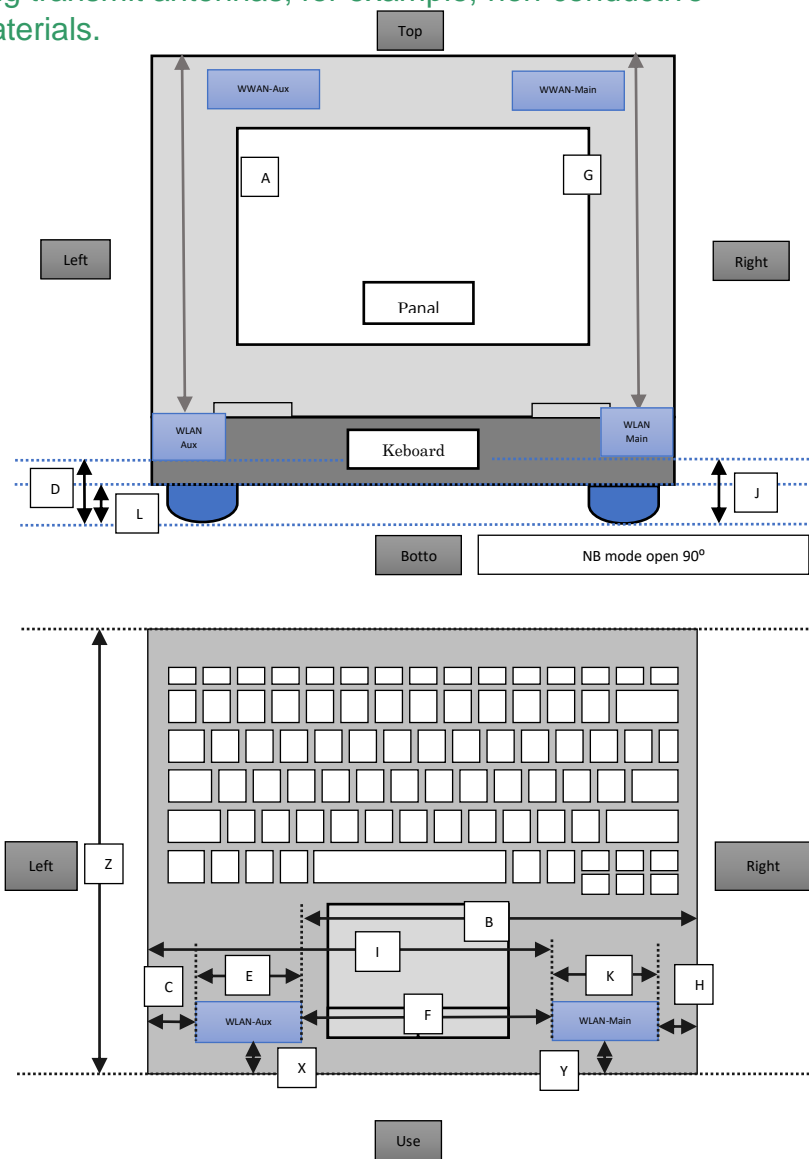 ng transmit antennas, for example, non-conductive
aterials.
Top
WWAN-Aux
WWAN-Main
A
G
Left
Right
Panal
WLAN
Aux
WLAN
Main
Keboard
D
L
J
Botto
NB mode open 90º
Left
Z
Right
B
I
E
K
C
H
F
WLAN-Aux
WLAN-Main
X
Y
Use